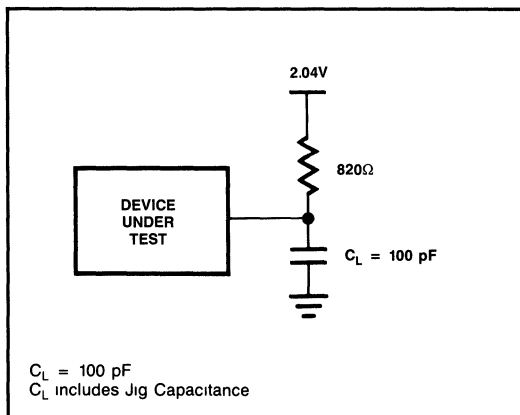 2.04V
820Ω
DEVICE
UNDER
TEST
C_L = 100 pF
C_L = 100 pF
C_L includes Jig Capacitance